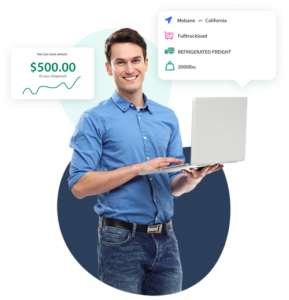 You Can Save almost
$500.00
On your Shipment
Mebane ⇌ California
Fulltruckload
REFRIGERATED FREIGHT
2000lbs.